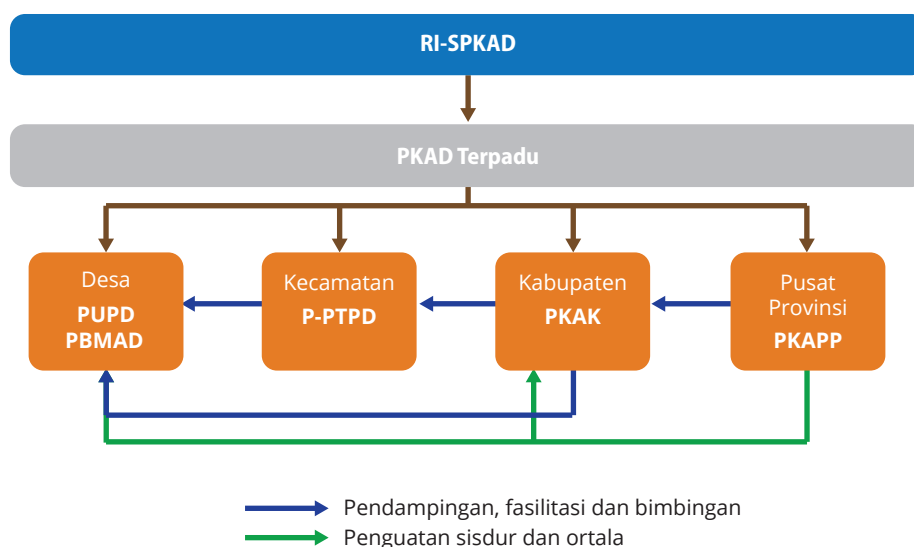 RI-SPKAD
PKAD Terpadu
Desa
PUPD
PBMAD
Kecamatan
P-PTPD
Kabupaten
PKAK
Pusat
Provinsi
PKAPP
Pendampingan, fasilitasi dan bimbingan
Penguatan sisdur dan ortala